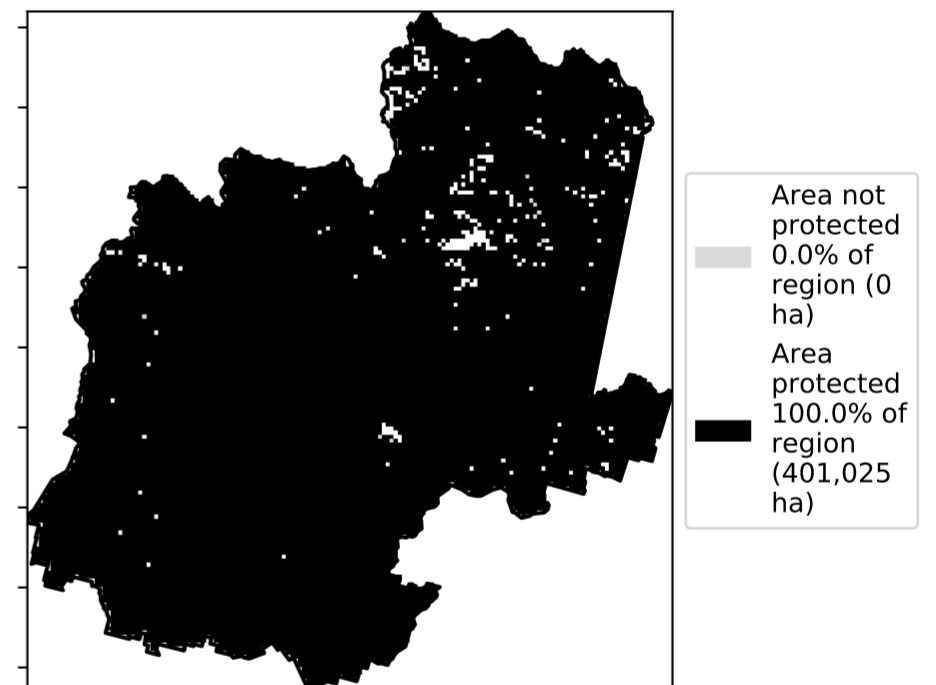 Area not
protected
0.0% of
region (0
ha)
Area
protected
100.0% of
region
(401,025
ha)